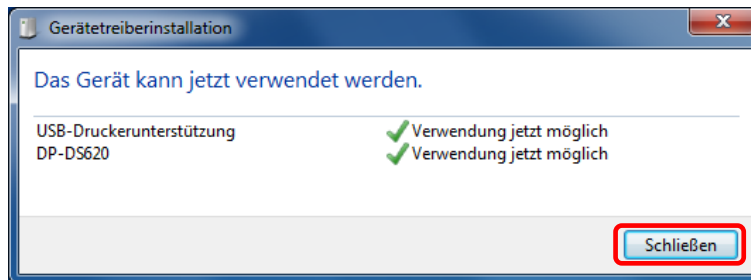 Gerätetreiberinstallation
Das Gerät kann jetzt verwendet werden.
USB-Druckerunterstützung Verwendung jetzt möglich
DP-DS620 Verwendung jetzt möglich
Schließen